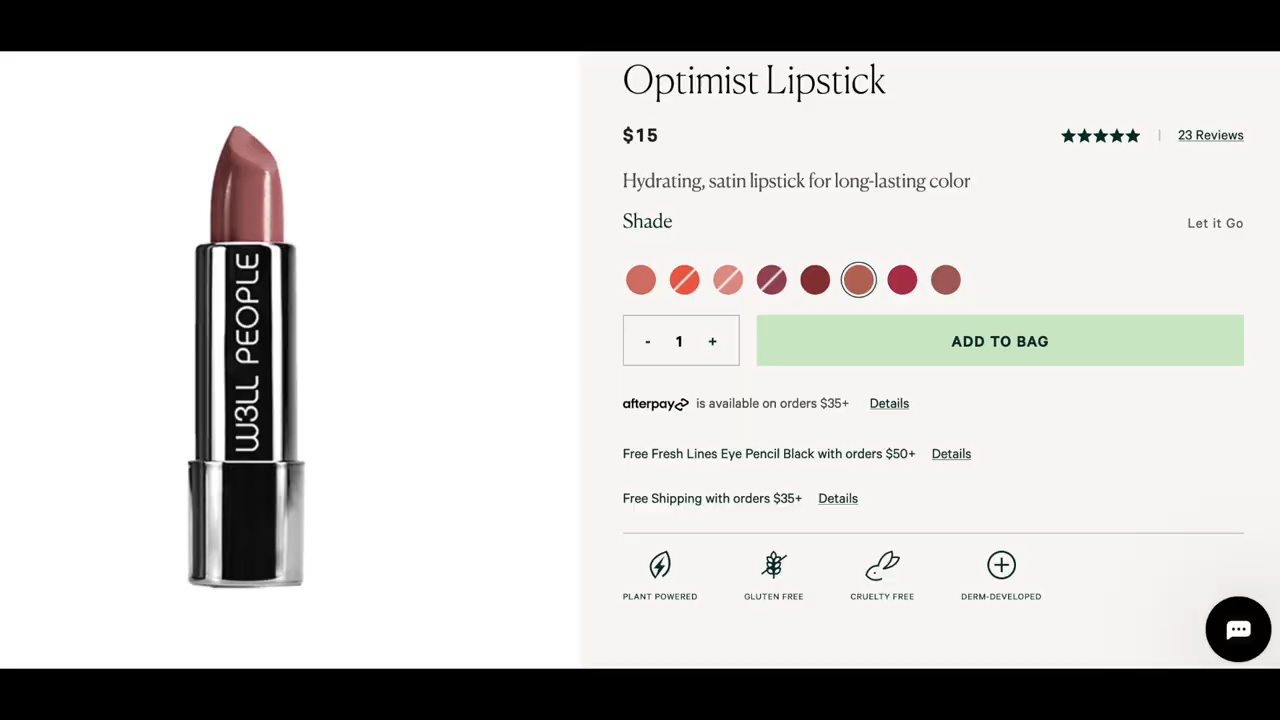 W3LL PEOPLE
Optimist Lipstick
$15
23 Reviews
Hydrating, satin lipstick for long-lasting color
Shade
Let it Go
- 1 +
ADD TO BAG
afterpay is available on orders $35+ Details
Free Fresh Lines Eye Pencil Black with orders $50+ Details
Free Shipping with orders $35+ Details
PLANT POWERED
GLUTEN FREE
CRUELTY FREE
DERM-DEVELOPED